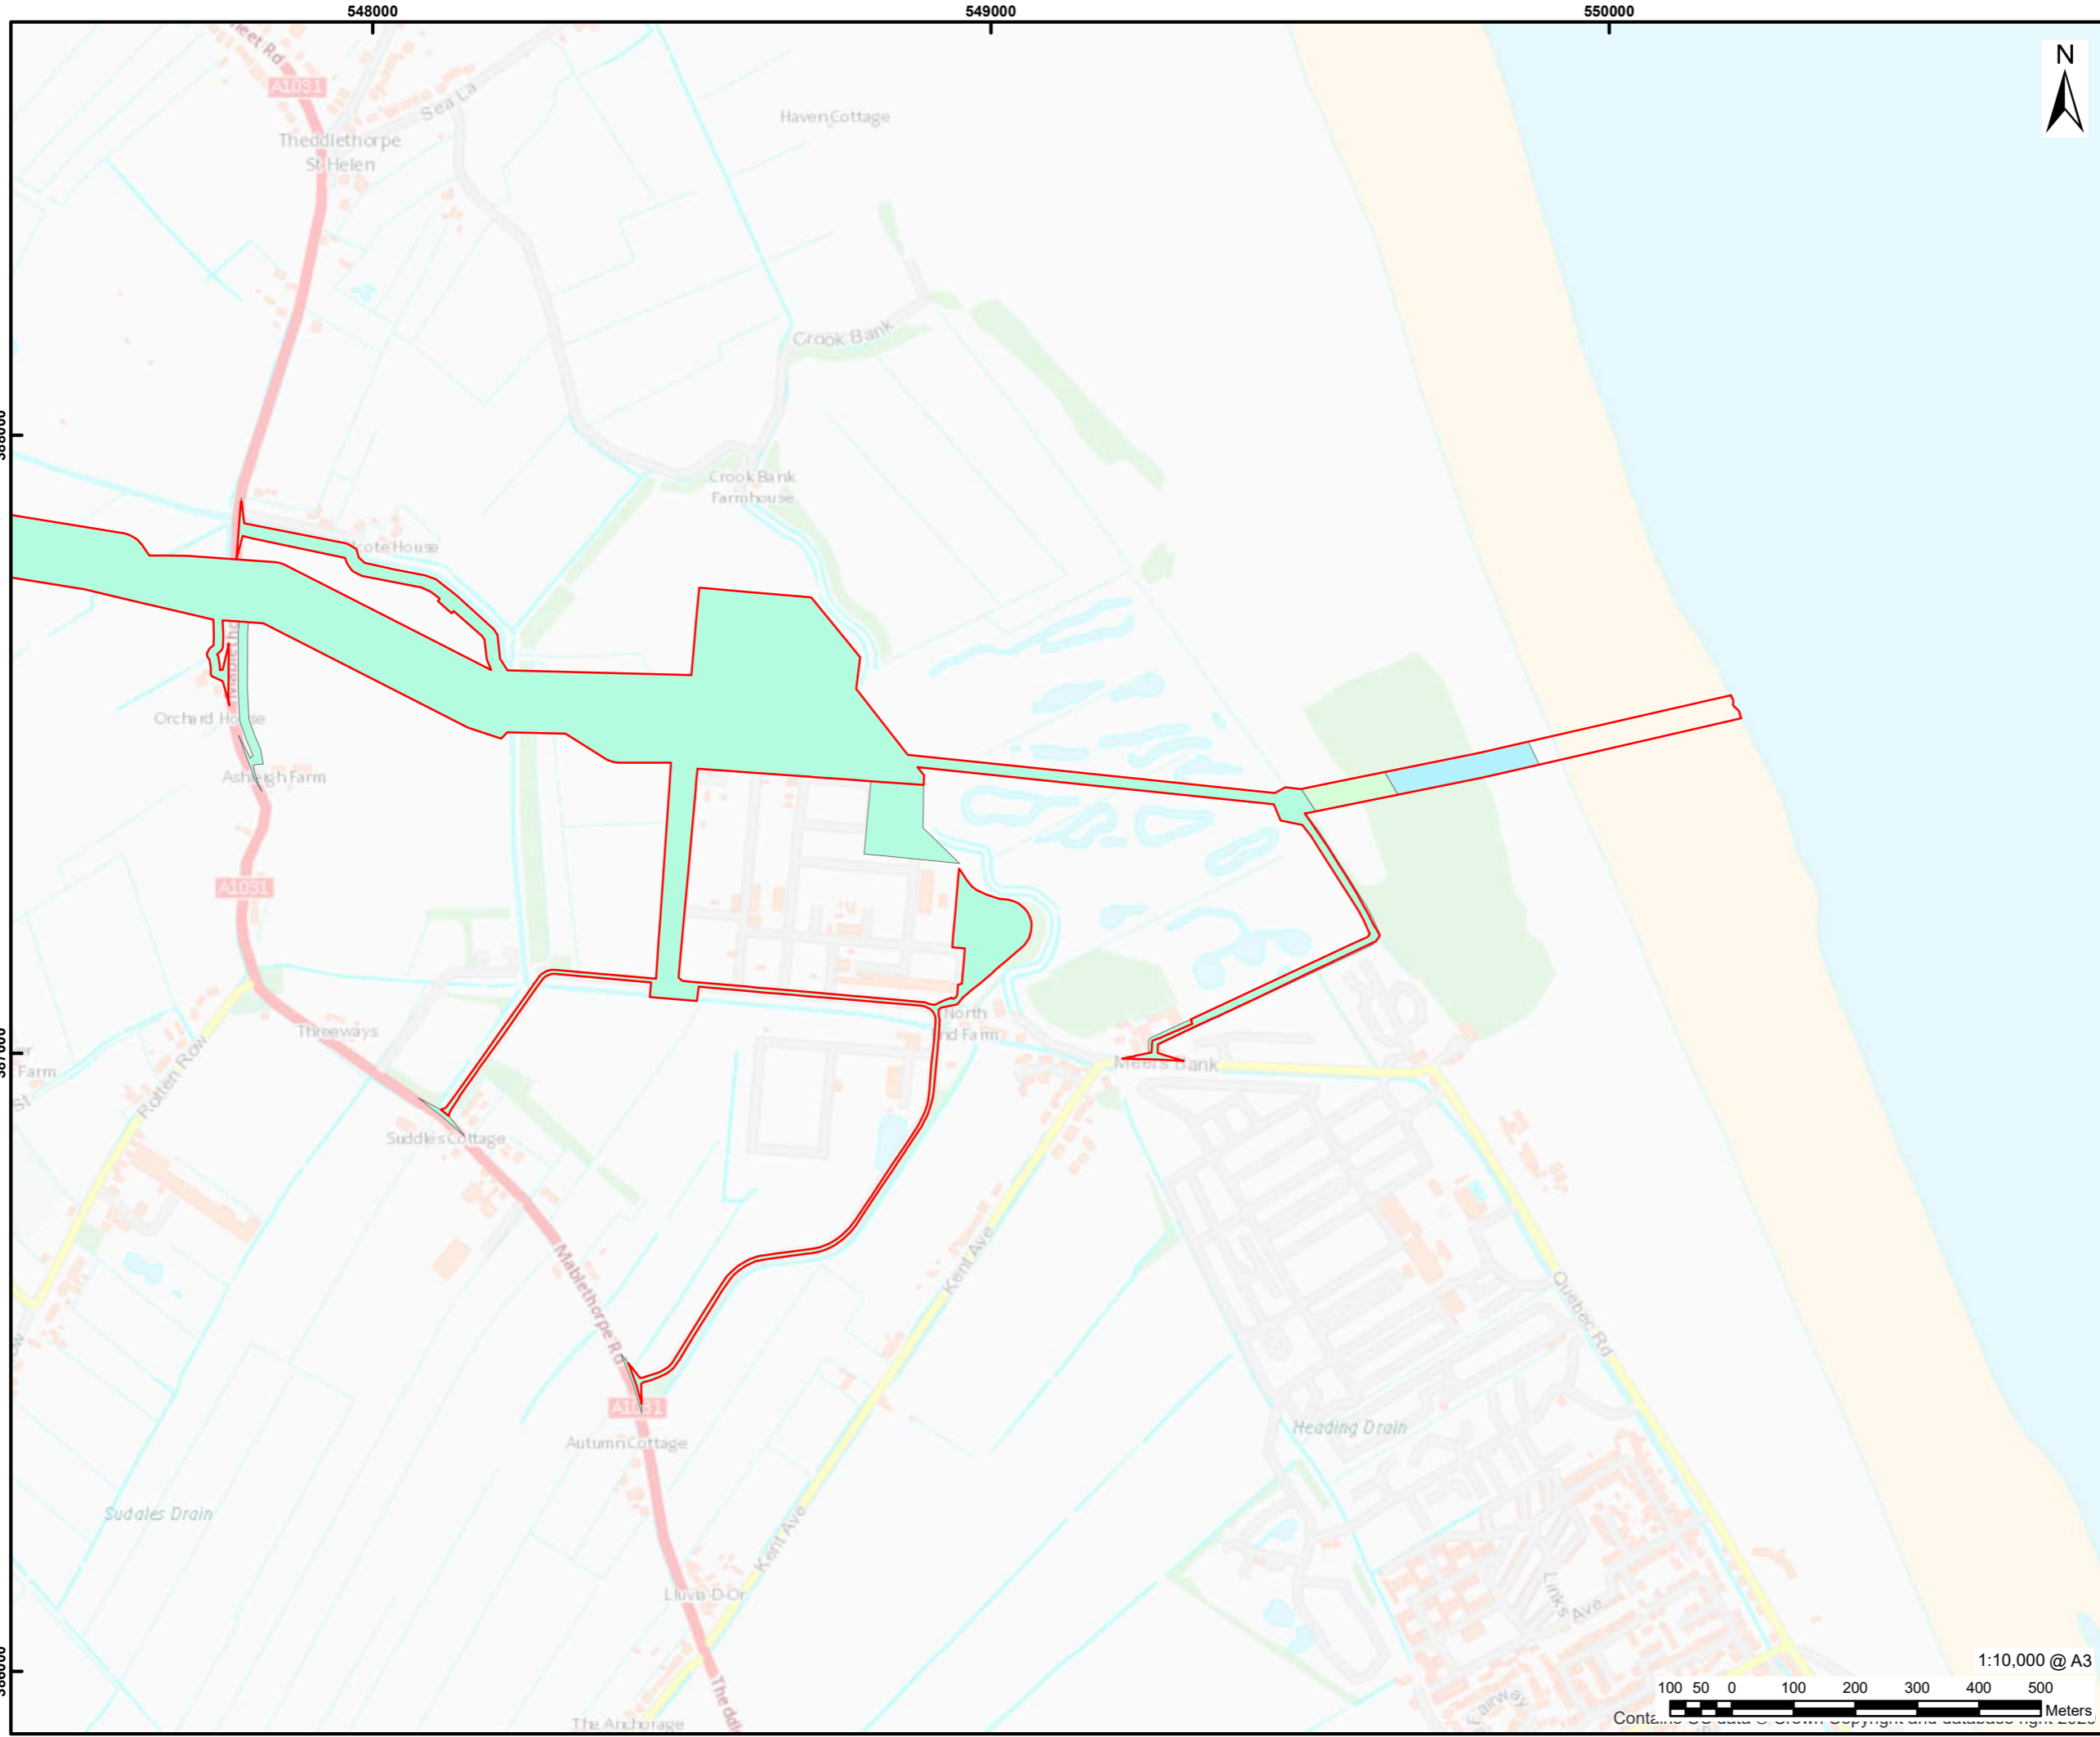 548000
549000
550000
N
A1031
Sea La
Haven Cottage
Theddlethorpe
St Helen
Crook Bank
Crook Bank
Farmhouse
Orchard House
Ashleigh Farm
A1031
North
End Farm
Threeways
Meers Bank
Farm
Rotten Row
Suddle's Cottage
Kent Ave
Mablethorpe Rd
Quebec Rd
A1031
Heading Drain
Autumn Cottage
Sudales Drain
Kent Ave
Lluvia-D-Or
Links Ave
1:10,000 @ A3
100 50 0 100 200 300 400 500
Meters
Fairway
The Anchorage